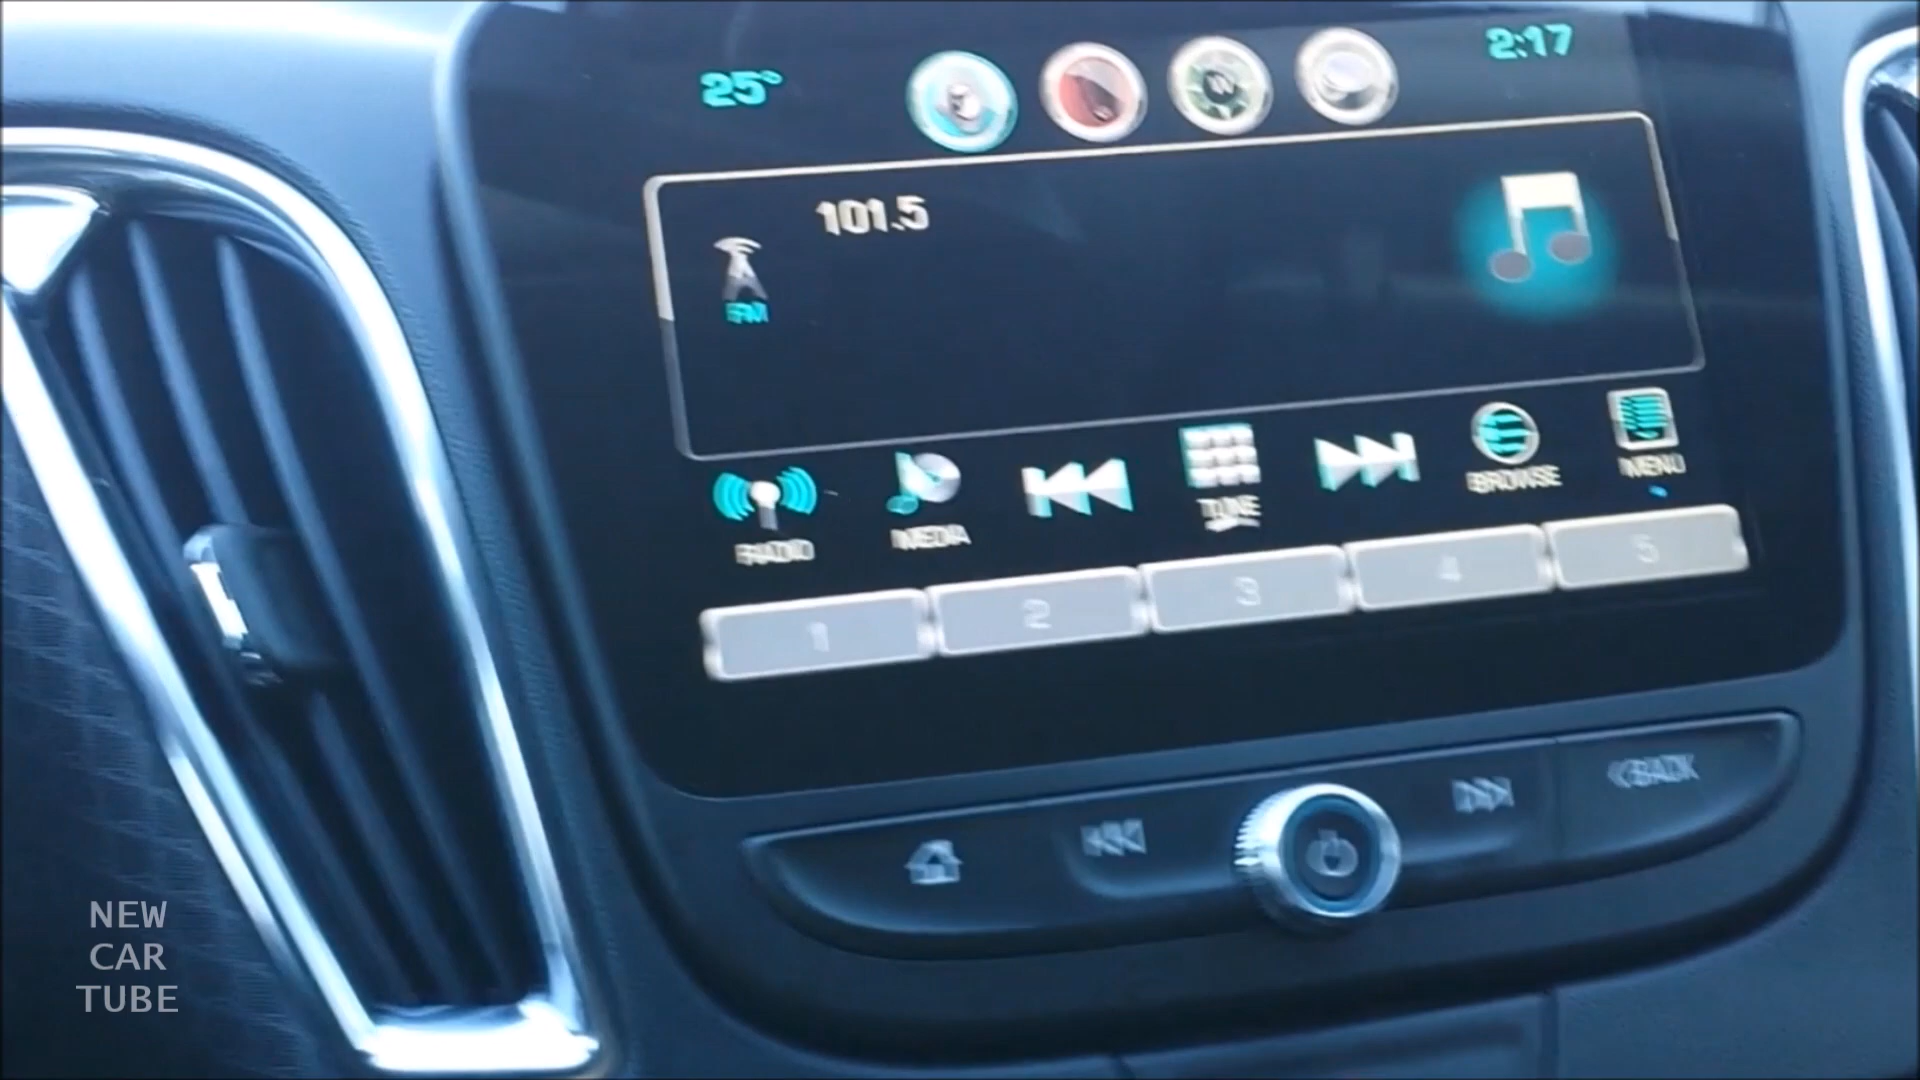 25° 2:17
101.5
FM
RADIO MEDIA TUNE BROWSE MENU
1 2 3 4 5
BACK
NEW
CAR
TUBE